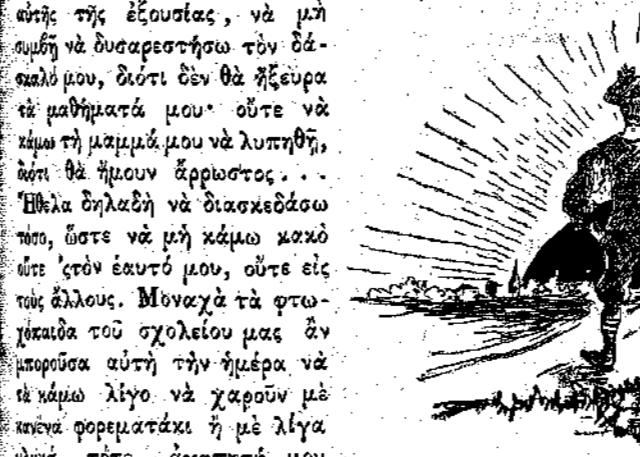 αὐτῆς τῆς ἐξουσίας, νὰ μὴ
συμβῇ νὰ δυσαρεστήσω τὸν δά-
σκαλό μου, διότι δὲν θὰ ἤξευρα
τὰ μαθήματά μου· οὔτε νὰ
κάμω τὴ μαμμά μου νὰ λυπηθῇ,
διότι θὰ ἤμουν ἄρρωστος...
Ἤθελα δηλαδὴ νὰ διασκεδάσω
τόσο, ὥστε νὰ μὴ κάμω κακὸ
οὔτε 'ςτὸν ἑαυτό μου, οὔτε εἰς
τοὺς ἄλλους. Μοναχὰ τὰ φτω-
χόπαιδα τοῦ σχολείου μας ἂν
μποροῦσα αὐτὴ τὴν ἡμέρα νὰ
τὰ κάμω λίγο νὰ χαροῦν μὲ
κανένα φορεματάκι ἢ μὲ λίγα